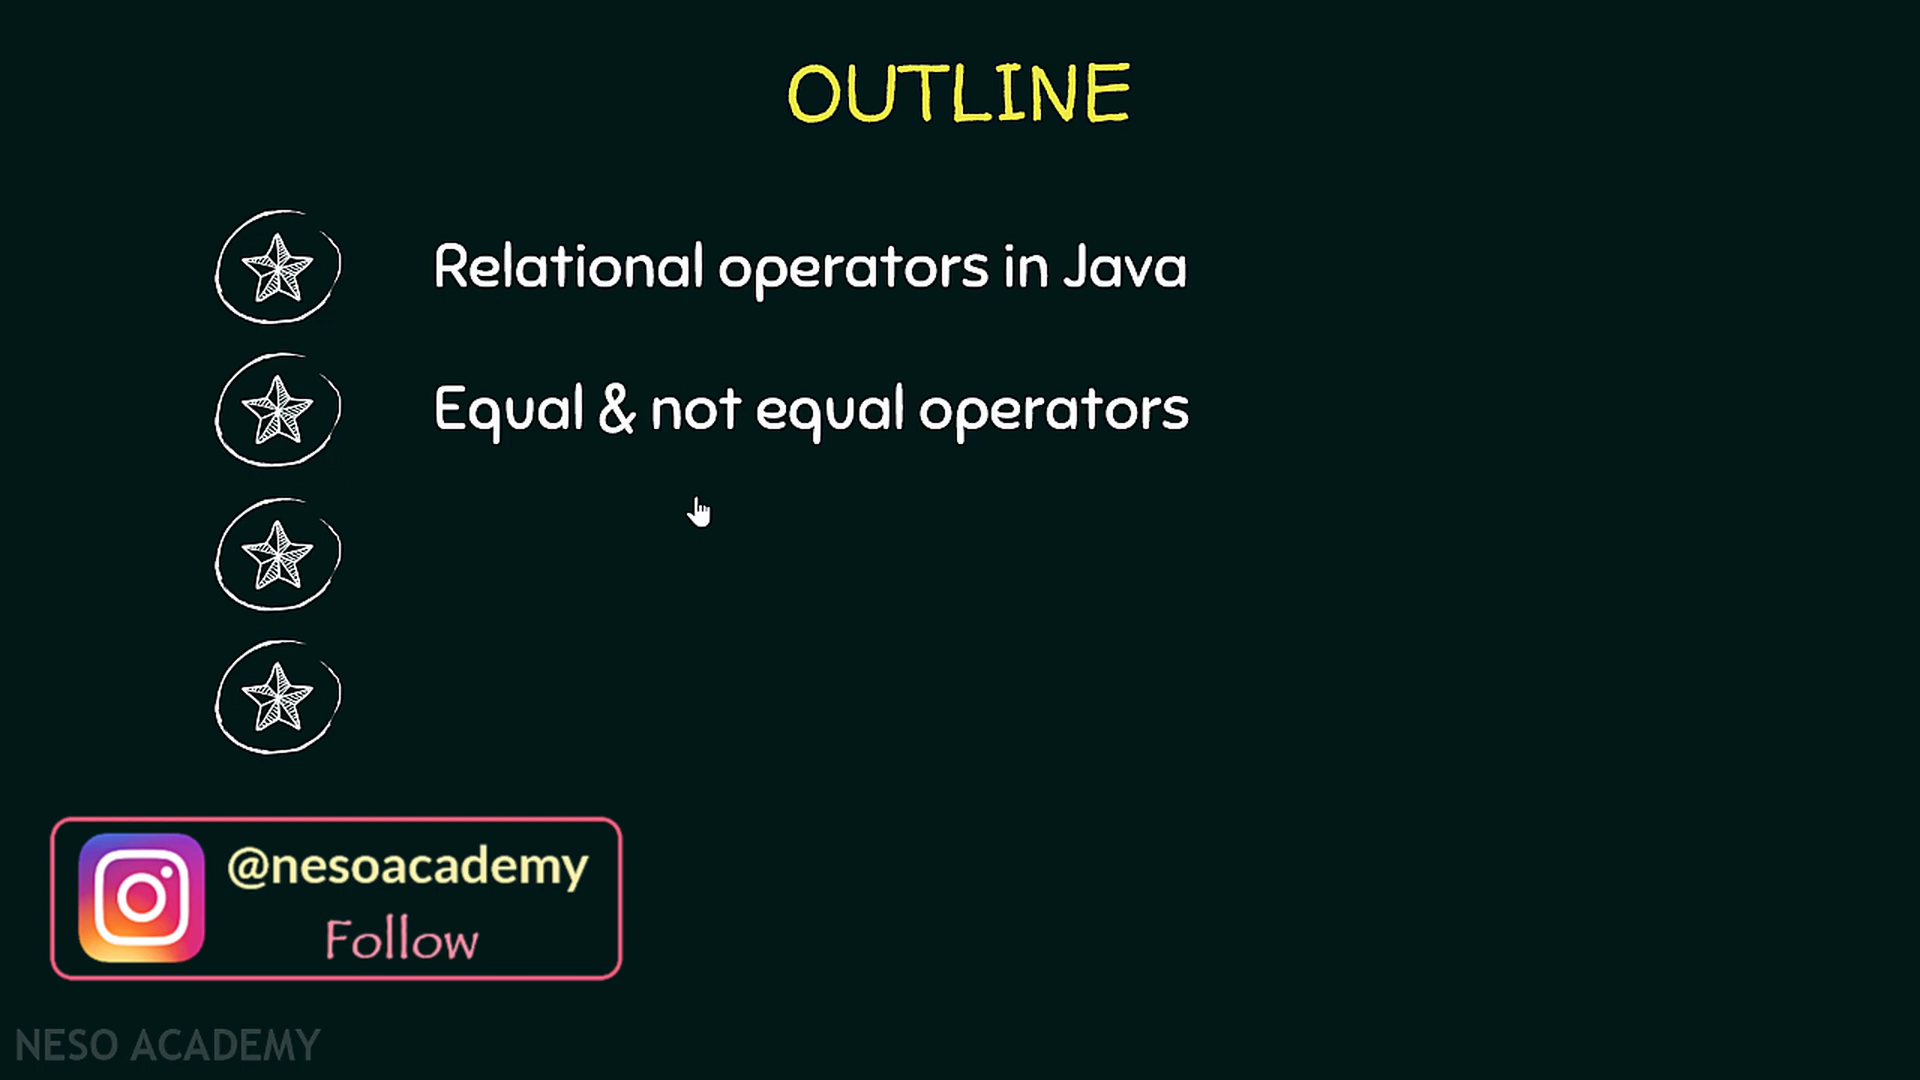 OUTLINE
Relational operators in Java
Equal & not equal operators
@nesoacademy
Follow
NESO ACADEMY